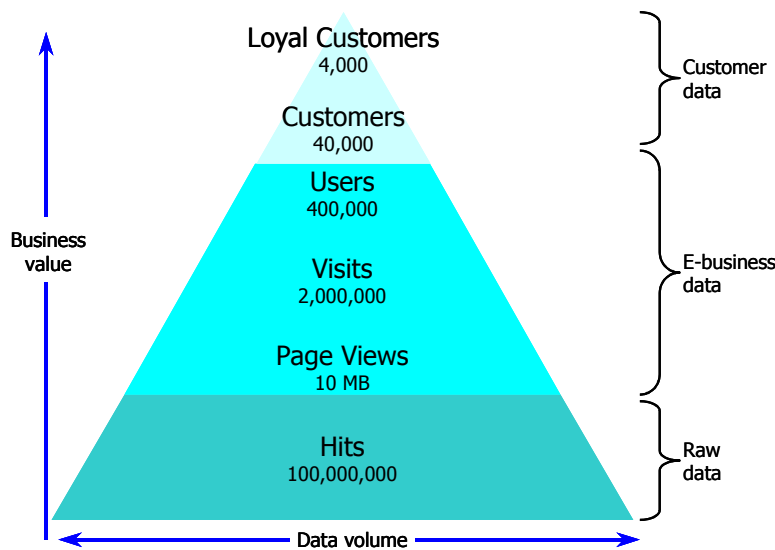 Loyal Customers
4,000
Customer
data
Customers
40,000
Users
400,000
Business
value
Visits
2,000,000
E-business
data
Page Views
10 MB
Hits
100,000,000
Raw
data
Data volume